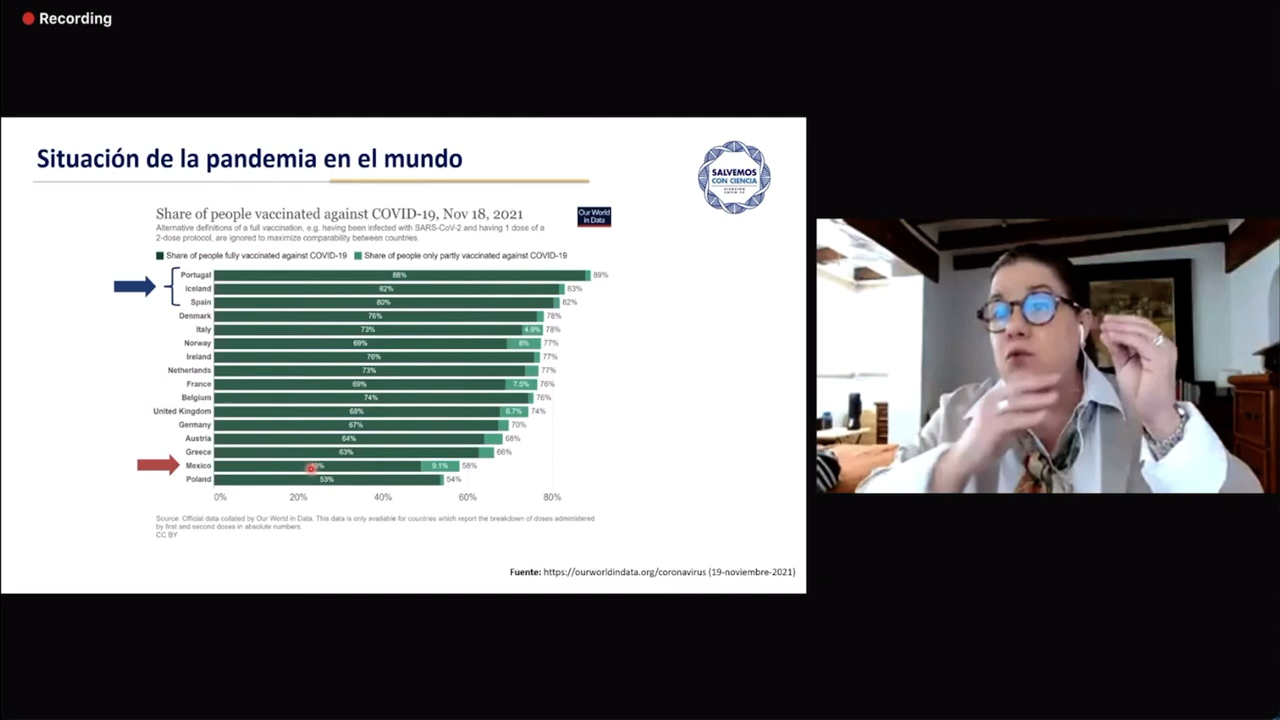 Recording
Situación de la pandemia en el mundo
SALVEMOS
CON CIENCIA
Share of people vaccinated against COVID-19, Nov 18, 2021
Our World
in Data
Alternative definitions of a full vaccination, e.g. having been infected with SARS-CoV-2 and having 1 dose of a
2-dose protocol, are ignored to maximize comparability between countries.
Share of people fully vaccinated against COVID-19 Share of people only partly vaccinated against COVID-19
Portugal 88% 89%
Iceland 82% 83%
Spain 80% 82%
Denmark 76% 78%
Italy 73% 4.9% 78%
Norway 69% 8% 77%
Ireland 76% 77%
Netherlands 73% 77%
France 69% 7.5% 76%
Belgium 74% 76%
United Kingdom 68% 6.7% 74%
Germany 67% 70%
Austria 64% 68%
Greece 63% 66%
Mexico 9.1% 58%
Poland 53% 54%
0% 20% 40% 60% 80%
Source: Official data collated by Our World in Data. This data is only available for countries which report the breakdown of doses administered
by first and second doses in absolute numbers.
CC BY
Fuente: https://ourworldindata.org/coronavirus (19-noviembre-2021)